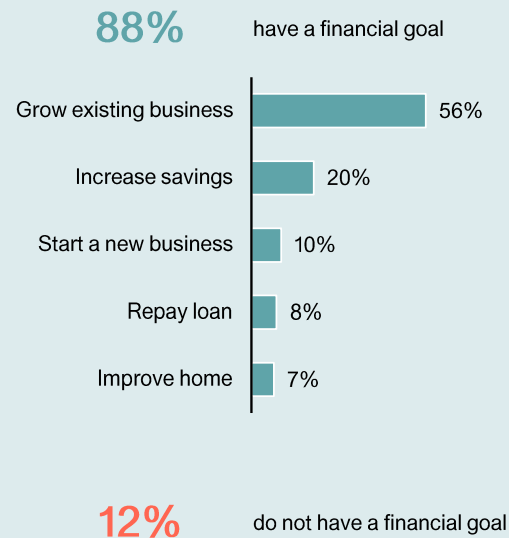 88% have a financial goal
Grow existing business 56%
Increase savings 20%
Start a new business 10%
Repay loan 8%
Improve home 7%
12% do not have a financial goal